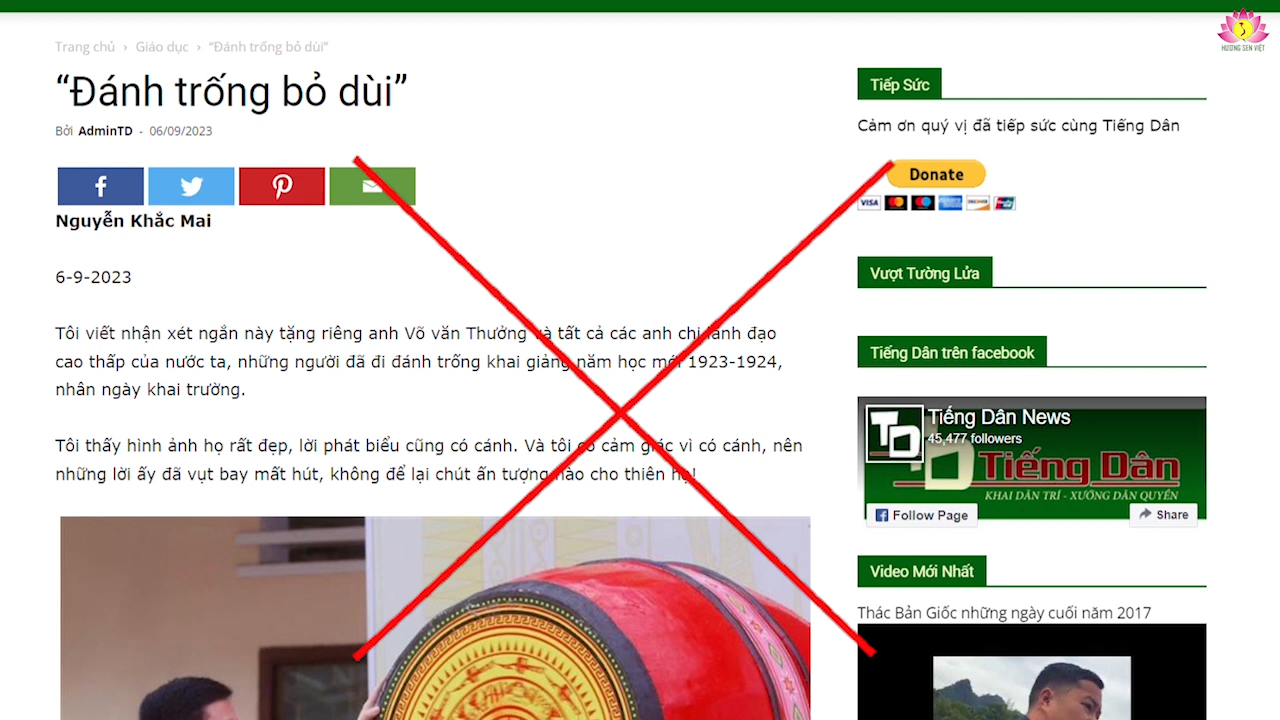 HƯƠNG SEN VIỆT
Trang chủ › Giáo dục › “Đánh trống bỏ dùi”
“Đánh trống bỏ dùi”
Bởi AdminTD - 06/09/2023
Nguyễn Khắc Mai
6-9-2023
Tôi viết nhận xét ngắn này tặng riêng anh Võ văn Thưởng và tất cả các anh chị lãnh đạo
cao thấp của nước ta, những người đã đi đánh trống khai giảng năm học mới 1923-1924,
nhân ngày khai trường.
Tôi thấy hình ảnh họ rất đẹp, lời phát biểu cũng có cánh. Và tôi có cảm giác vì có cánh, nên
những lời ấy đã vụt bay mất hút, không để lại chút ấn tượng nào cho thiên hạ!
Tiếp Sức
Cảm ơn quý vị đã tiếp sức cùng Tiếng Dân
Donate
VISA
Vượt Tường Lửa
Tiếng Dân trên facebook
TD
Tiếng Dân News
45,477 followers
Tiếng Dân
KHAI DÂN TRÍ - XƯỚNG DÂN QUYỀN
Follow Page
Share
Video Mới Nhất
Thác Bản Giốc những ngày cuối năm 2017